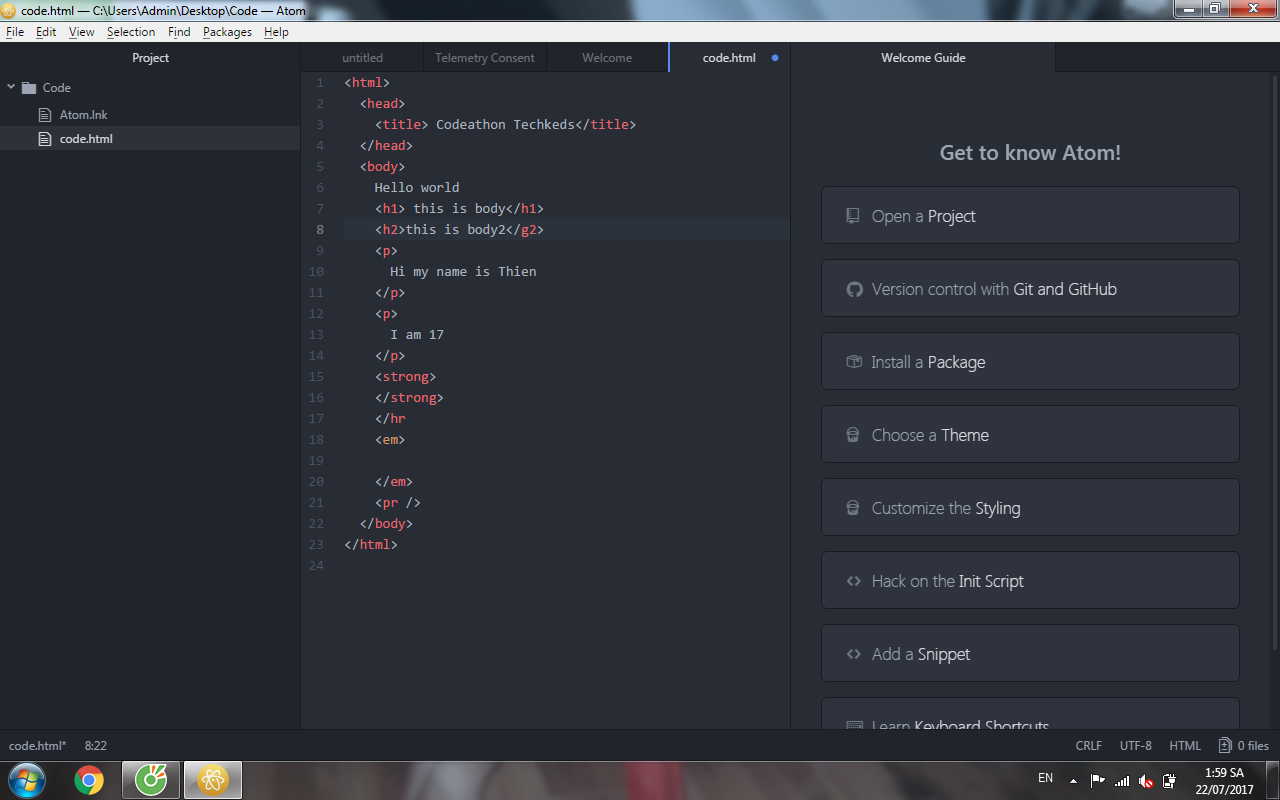 code.html — C:\Users\Admin\Desktop\Code — Atom
File Edit View Selection Find Packages Help
Project
Code
Atom.lnk
code.html
untitled Telemetry Consent Welcome code.html
1 <html>
2 <head>
3 <title> Codeathon Techkeds</title>
4 </head>
5 <body>
6 Hello world
7 <h1> this is body</h1>
8 <h2>this is body2</g2>
9 <p>
10 Hi my name is Thien
11 </p>
12 <p>
13 I am 17
14 </p>
15 <strong>
16 </strong>
17 </hr
18 <em>
19
20 </em>
21 <pr />
22 </body>
23 </html>
24
Welcome Guide
Get to know Atom!
Open a Project
Version control with Git and GitHub
Install a Package
Choose a Theme
Customize the Styling
Hack on the Init Script
Add a Snippet
Learn Keyboard Shortcuts
code.html* 8:22 CRLF UTF-8 HTML 0 files
EN 1:59 SA
22/07/2017